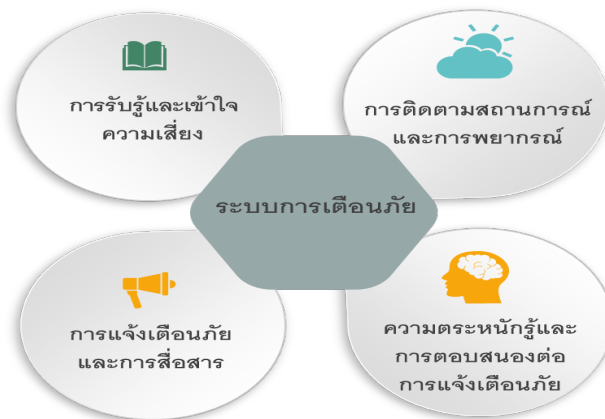 การรับรู้และเข้าใจ
ความเสี่ยง
การติดตามสถานการณ์
และการพยากรณ์
ระบบการเตือนภัย
การแจ้งเตือนภัย
และการสื่อสาร
ความตระหนักรู้และ
การตอบสนองต่อ
การแจ้งเตือนภัย